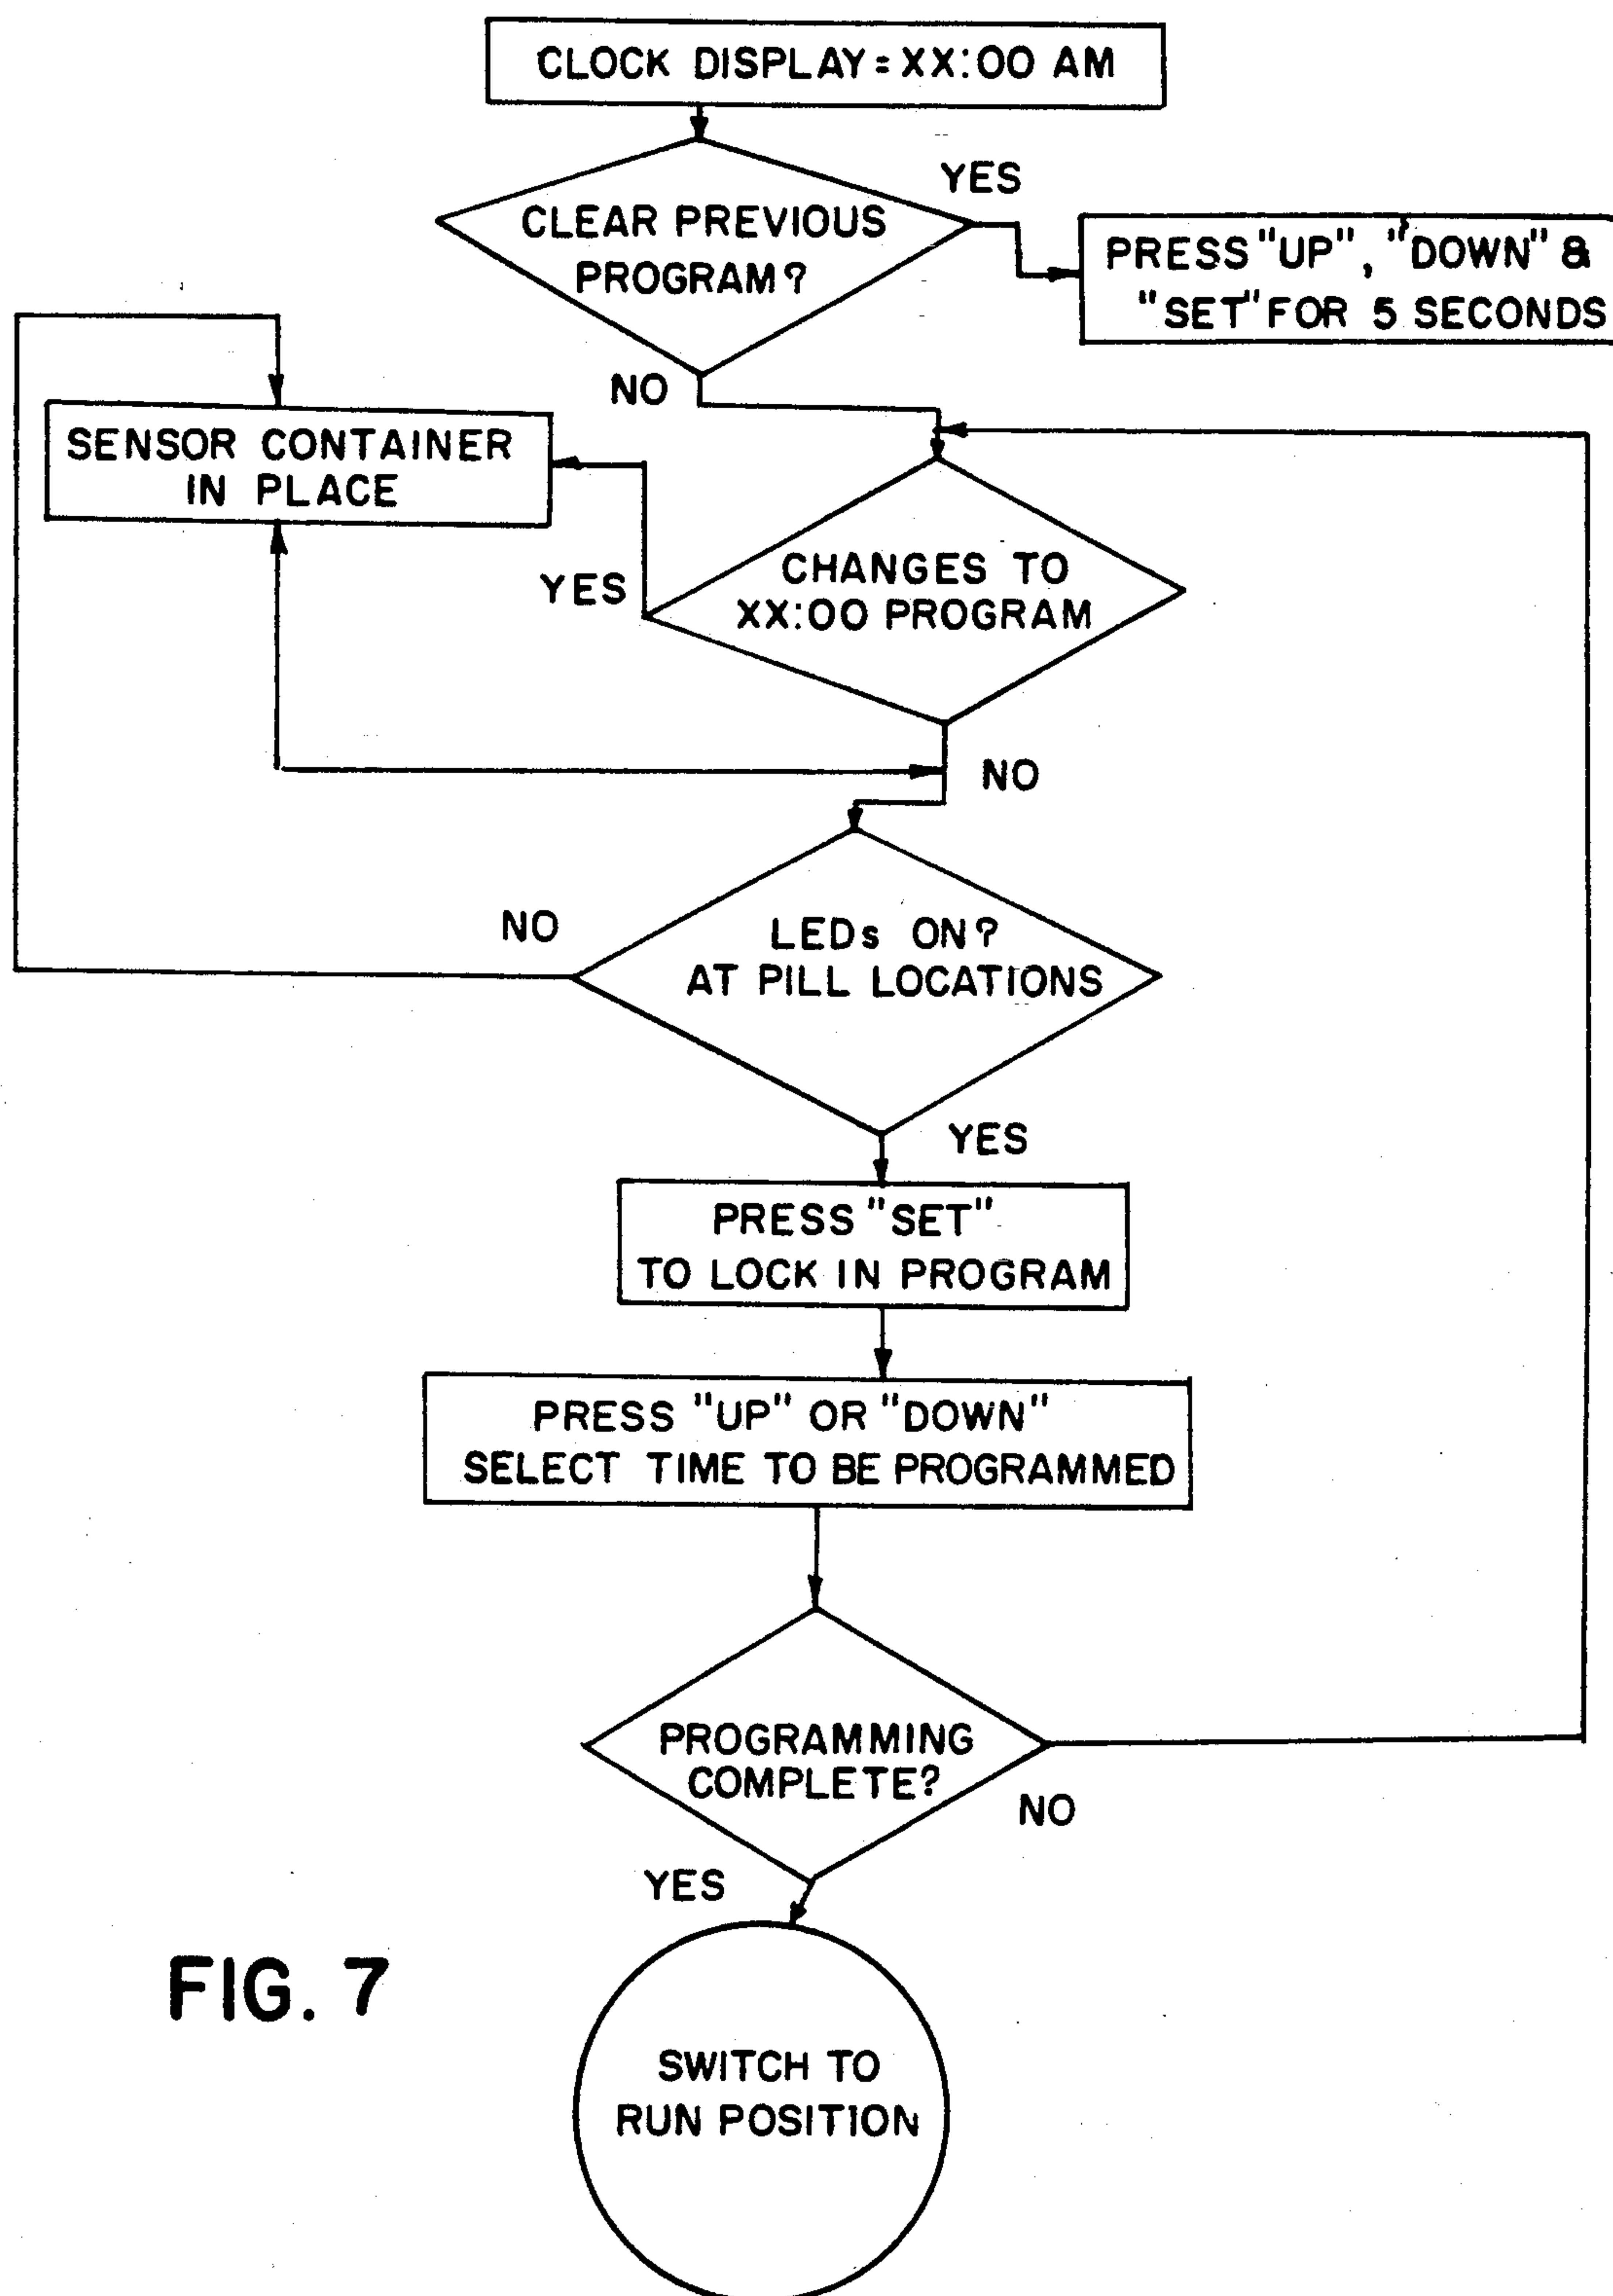 CLOCK DISPLAY=XX:00 AM
YES
CLEAR PREVIOUS
PROGRAM?
PRESS "UP", "DOWN" &
"SET" FOR 5 SECONDS
NO
SENSOR CONTAINER
IN PLACE
YES
CHANGES TO
XX:00 PROGRAM
NO
NO
LEDs ON?
AT PILL LOCATIONS
YES
PRESS "SET"
TO LOCK IN PROGRAM
PRESS "UP" OR "DOWN"
SELECT TIME TO BE PROGRAMMED
PROGRAMMING
COMPLETE?
NO
YES
FIG. 7
SWITCH TO
RUN POSITION